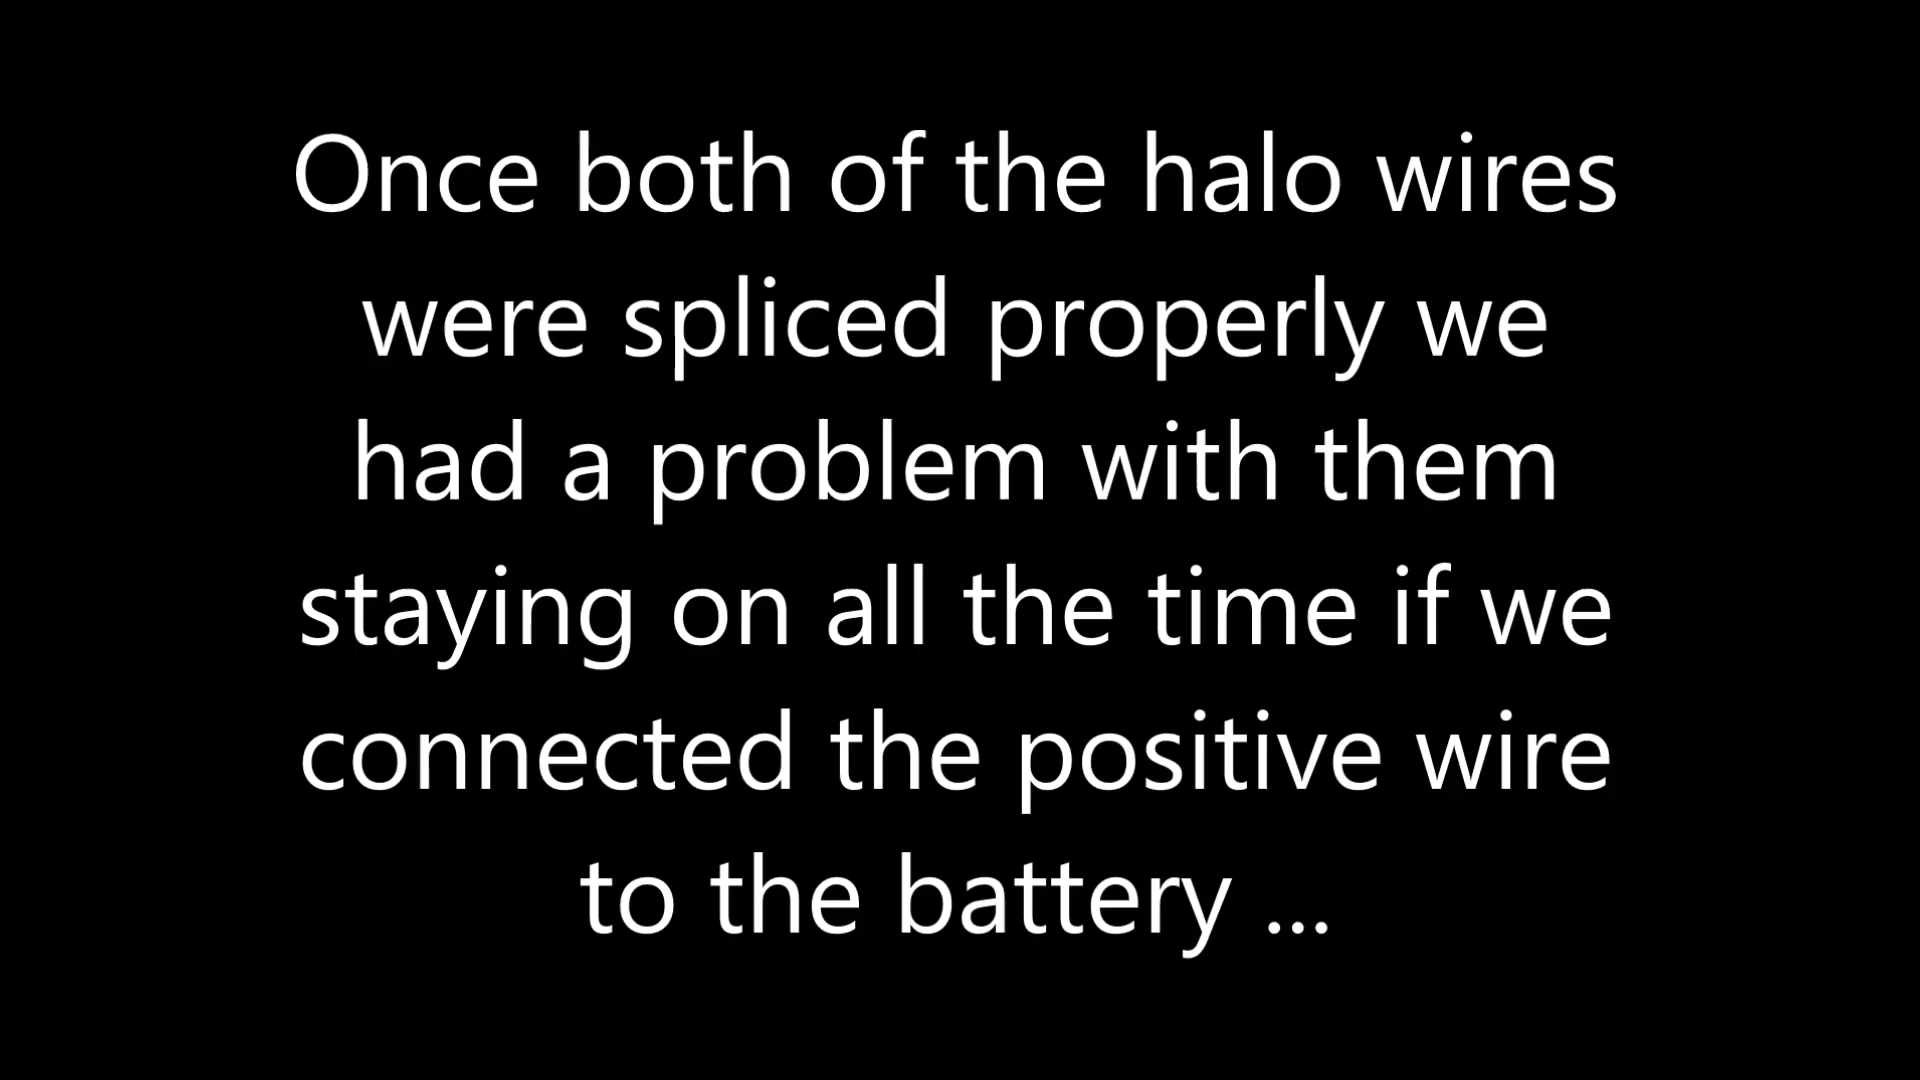 Once both of the halo wires
were spliced properly we
had a problem with them
staying on all the time if we
connected the positive wire
to the battery ...